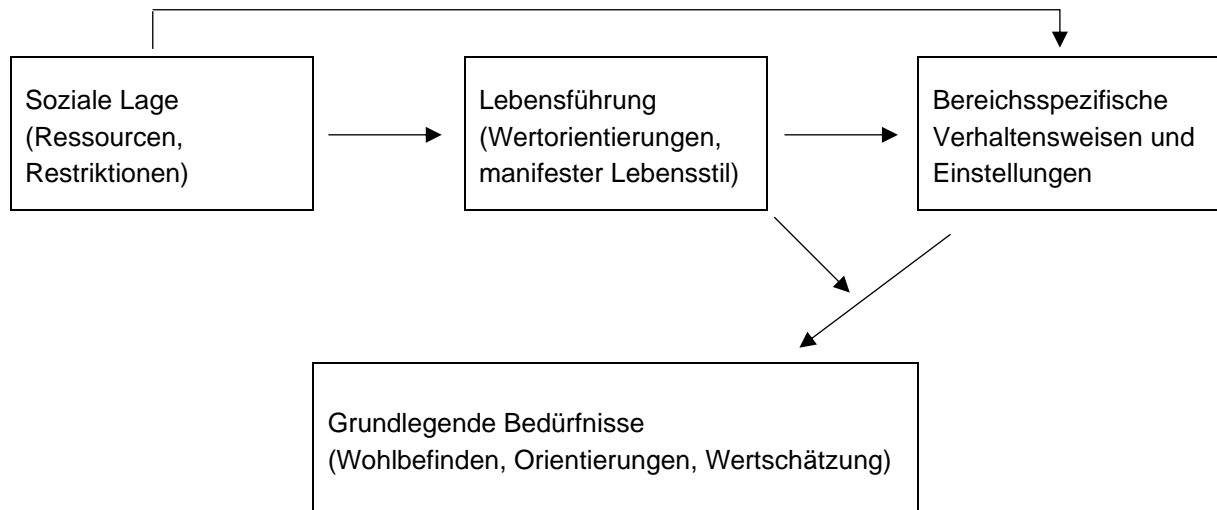 Soziale Lage
(Ressourcen,
Restriktionen)
Lebensführung
(Wertorientierungen,
manifester Lebensstil)
Bereichsspezifische
Verhaltensweisen und
Einstellungen
Grundlegende Bedürfnisse
(Wohlbefinden, Orientierungen, Wertschätzung)